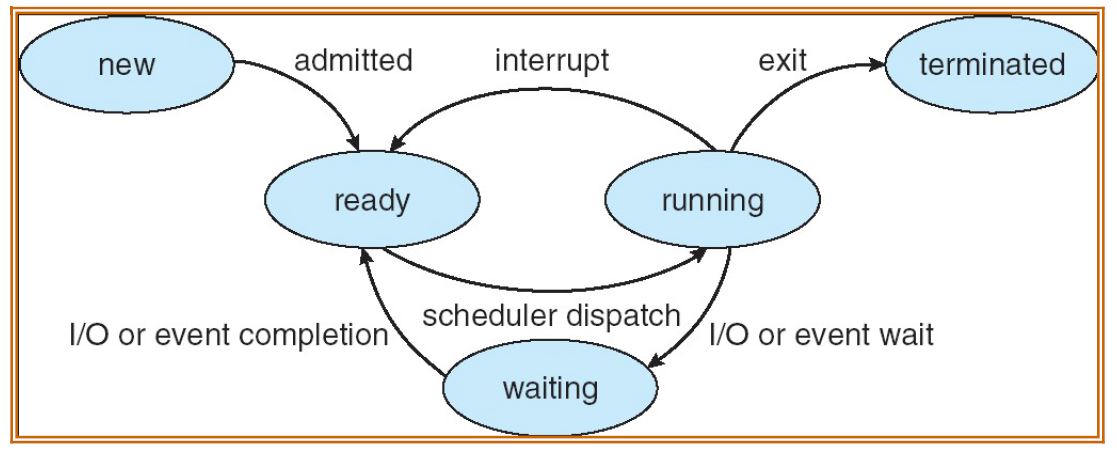 new
admitted
interrupt
exit
terminated
ready
running
scheduler dispatch
I/O or event completion
I/O or event wait
waiting